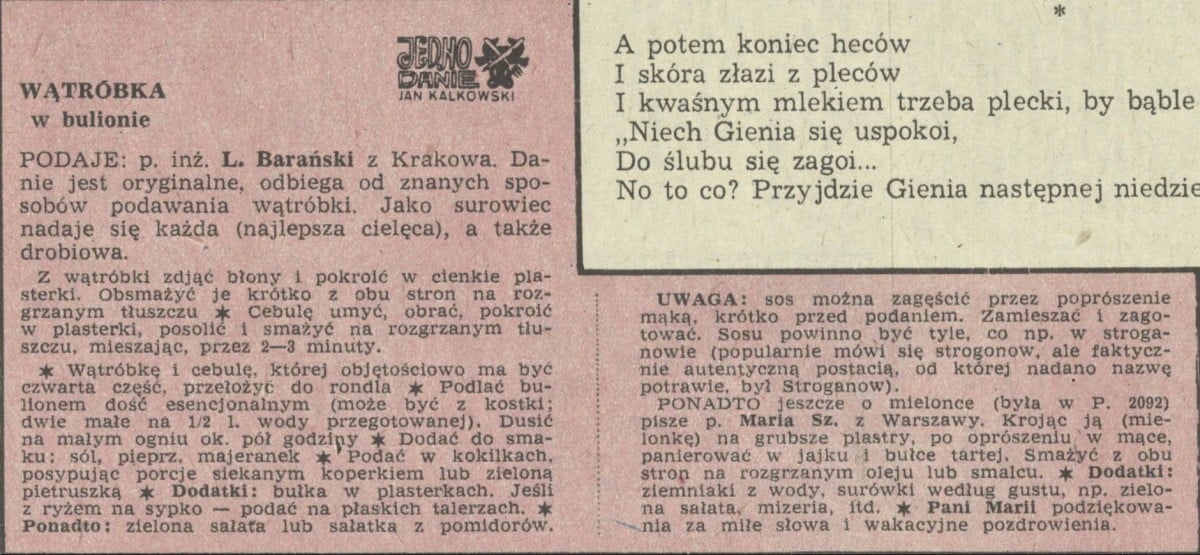 JEDNO
DANIE
JAN KALKOWSKI
WĄTRÓBKA
w bulionie
PODAJE: p. inż. L. Barański z Krakowa. Da-
nie jest oryginalne, odbiega od znanych spo-
sobów podawania wątróbki. Jako surowiec
nadaje się każda (najlepsza cielęca), a także
drobiowa.
Z wątróbki zdjąć błony i pokroić w cienkie pla-
sterki. Obsmażyć je krótko z obu stron na roz-
grzanym tłuszczu ★ Cebulę umyć, obrać, pokroić
w plasterki, posolić i smażyć na rozgrzanym tłu-
szczu, mieszając, przez 2—3 minuty.
★ Wątróbkę i cebulę, której objętościowo ma być
czwarta część, przełożyć do rondla ★ Podlać bu-
lionem dość esencjonalnym (może być z kostki;
dwie małe na 1/2 l. wody przegotowanej). Dusić
na małym ogniu ok. pół godziny ★ Dodać do sma-
ku: sól, pieprz, majeranek ★ Podać w kokilkach,
posypując porcje siekanym koperkiem lub zieloną
pietruszką ★ Dodatki: bułka w plasterkach. Jeśli
z ryżem na sypko — podać na płaskich talerzach. ★
Ponadto: zielona sałata lub sałatka z pomidorów.
UWAGA: sos można zagęścić przez poprószenie
mąką, krótko przed podaniem. Zamieszać i zago-
tować. Sosu powinno być tyle, co np. w stroga-
nowie (popularnie mówi się strogonow, ale faktycz-
nie autentyczną postacią, od której nadano nazwę
potrawie, był Stroganow).
PONADTO jeszcze o mielonce (była w P. 2092)
pisze p. Maria Sz. z Warszawy. Krojąc ją (mie-
lonkę) na grubsze plastry, po oprószeniu w mące,
panierować w jajku i bułce tartej. Smażyć z obu
stron na rozgrzanym oleju lub smalcu. ★ Dodatki:
ziemniaki z wody, surówki według gustu, np. zielo-
na sałata, mizeria, itd. ★ Pani Marii podziękowa-
nia za miłe słowa i wakacyjne pozdrowienia.
*
A potem koniec heców
I skóra złazi z pleców
I kwaśnym mlekiem trzeba plecki, by bąble
„Niech Gienia się uspokoi,
Do ślubu się zagoi...
No to co? Przyjdzie Gienia następnej niedzie